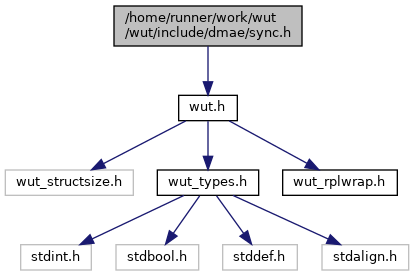 /home/runner/work/wut
/wut/include/dmae/sync.h
wut.h
wut_structsize.h
wut_types.h
wut_rplwrap.h
stdint.h
stdbool.h
stddef.h
stdalign.h